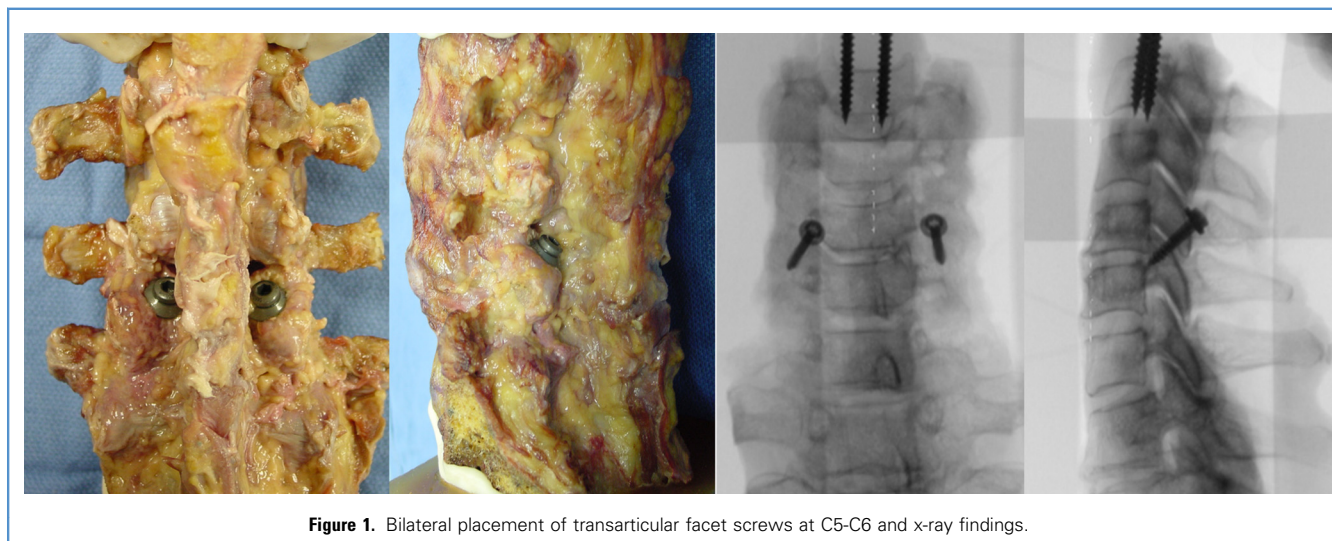 Figure 1. Bilateral placement of transarticular facet screws at C5-C6 and x-ray findings.